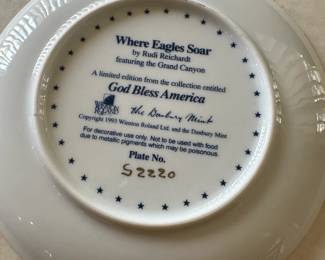 Where Eagles Soar
by Rudi Reichardt
featuring the Grand Canyon
A limited edition from the collection entitled
God Bless America
the Danbury Mint
Copyright 1993 Winston Roland Ltd. and the Danbury Mint
For decorative use only. Not to be used with food
due to metallic pigments which may be poisonous.
Plate No.
S2220